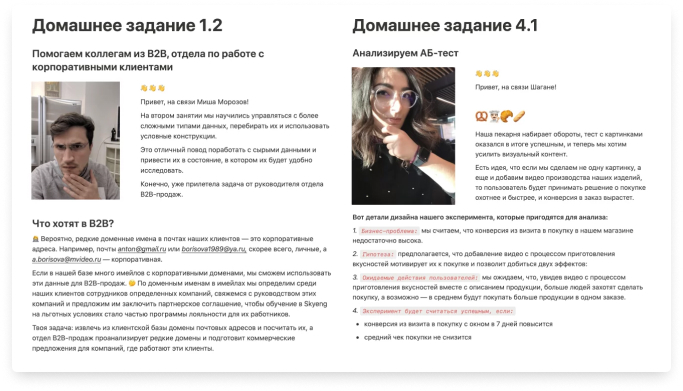 Домашнее задание 1.2
Помогаем коллегам из B2B, отдела по работе с
корпоративными клиентами
Привет, на связи Миша Морозов!
На втором занятии мы научились управляться с более
сложными типами данных, перебирать их и использовать
условные конструкции.
Это отличный повод поработать с сырыми данными и
привести их в состояние, в котором их будет удобно
исследовать.
Конечно, уже прилетела задача от руководителя отдела
B2B-продаж.
Что хотят в B2B?
Вероятно, редкие доменные имена в почтах наших клиентов — это корпоративные
адреса. Например, почты anton@gmail.ru или borisova1989@ya.ru, скорее всего, личные, а
a.borisova@mvideo.ru — корпоративная.
Если в нашей базе много имейлов с корпоративными доменами, мы сможем использовать
эти данные для B2B-продаж. По доменным именам в имейлах мы определим среди
наших клиентов сотрудников определенных компаний, свяжемся с руководством этих
компаний и предложим им заключить партнерское соглашение, чтобы обучение в Skyeng
на льготных условиях стало частью программы лояльности для их работников.
Твоя задача: извлечь из клиентской базы домены почтовых адресов и посчитать их, а
отдел B2B-продаж проанализирует редкие домены и подготовит коммерческие
предложения для компаний, где работают эти клиенты.
Домашнее задание 4.1
Анализируем АБ-тест
Привет, на связи Шагане!
Наша пекарня набирает обороты, тест с картинками
оказался в итоге успешным, и теперь мы хотим
усилить визуальный контент.
Есть идея, что если мы сделаем не одну картинку, а
еще и добавим видео производства наших изделий,
то пользователь будет принимать решение о покупке
охотнее и быстрее, и конверсия в заказ вырастет.
Вот детали дизайна нашего эксперимента, которые пригодятся для анализа:
1. Бизнес-проблема: мы считаем, что конверсия из визита в покупку в нашем магазине
недостаточно высока.
2. Гипотеза: предполагается, что добавление видео с процессом приготовления
вкусностей мотивирует их к покупке и позволит добиться двух эффектов:
3. Ожидаемые действия пользователей: мы ожидаем, что, увидев видео с процессом
приготовления вкусностей вместе с описанием продукции, больше людей захотят сделать
покупку, а возможно — в среднем будут покупать больше продукции в одном заказе.
4. Эксперимент будет считаться успешным, если:
• конверсия из визита в покупку с окном в 7 дней повысится
• средний чек покупки не снизится